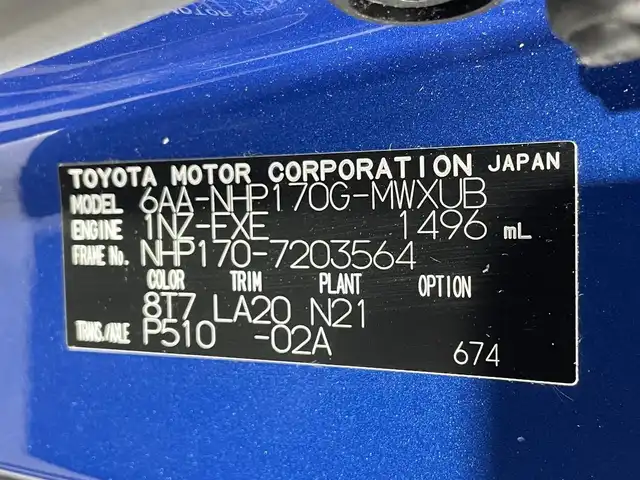 TOYOTA MOTOR CORPORATION JAPAN
MODEL 6AA-NHP170G-MWXUB
ENGINE 1NZ-FXE 1496 mL
FRAME No. NHP170-7203564
COLOR TRIM PLANT OPTION
8T7 LA20 N21
TRANS./AXLE P510 -02A
674